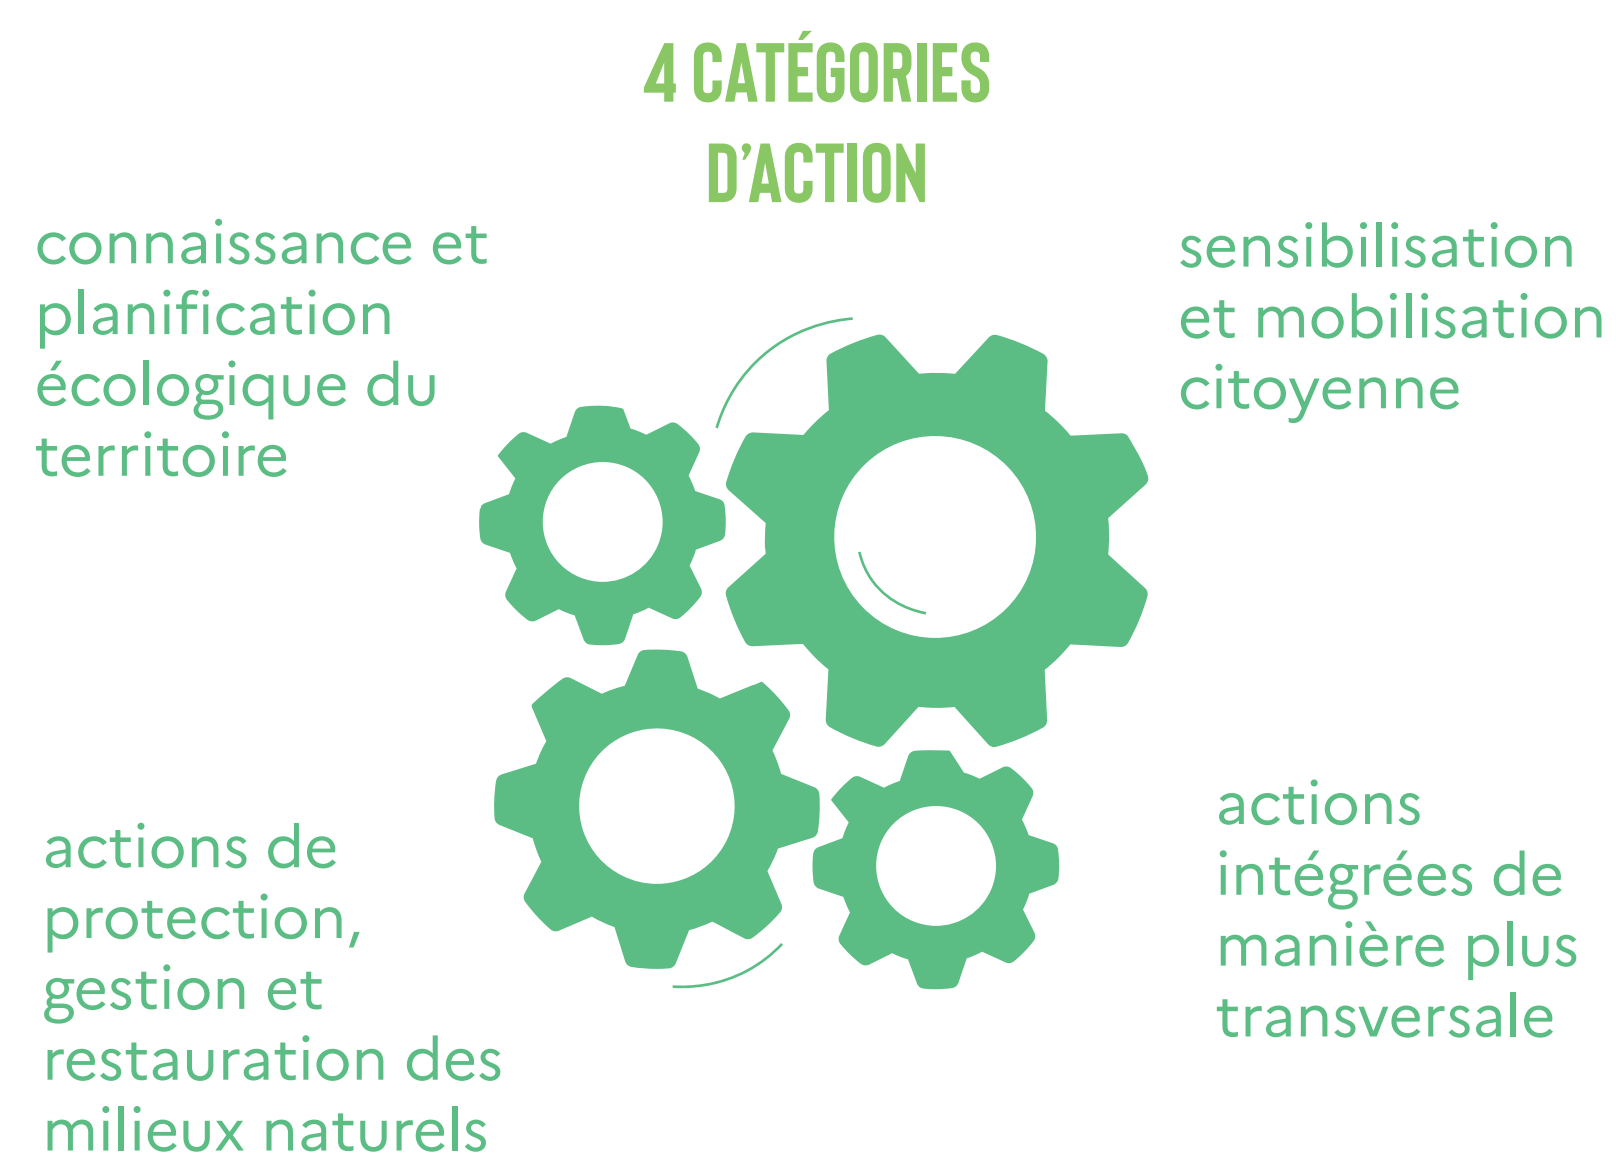 4 CATÉGORIES
D’ACTION
connaissance et
planification
écologique du
territoire
sensibilisation
et mobilisation
citoyenne
actions de
protection,
gestion et
restauration des
milieux naturels
actions
intégrées de
manière plus
transversale